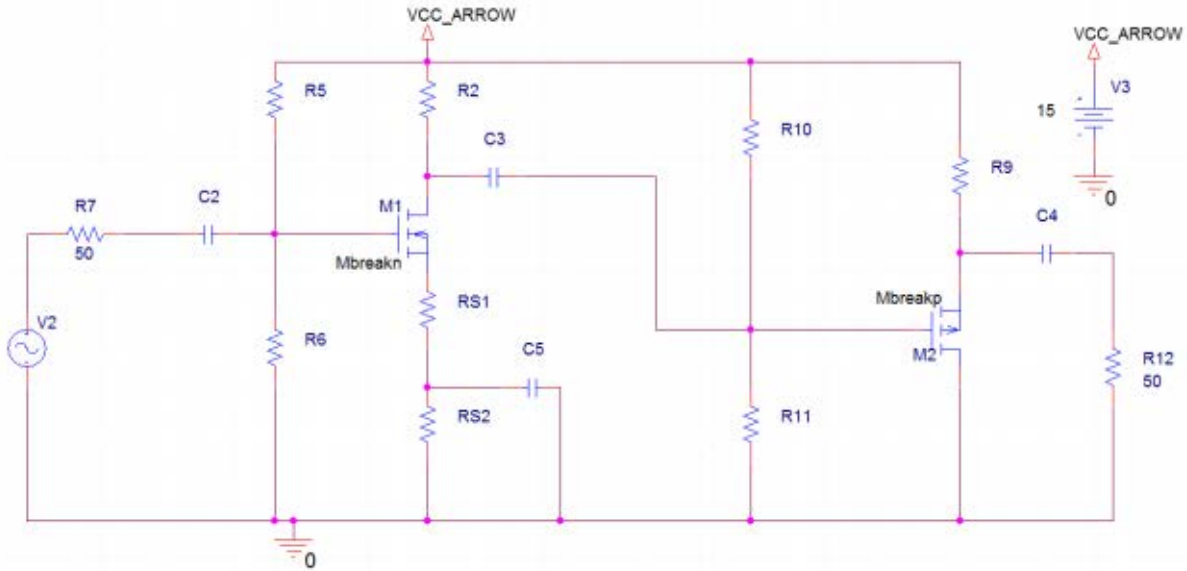 VCC_ARROW
VCC_ARROW
R5
R2
V3
15
C3
R10
R9
0
R7
C2
M1
C4
50
Mbreakn
Mbreakp
RS1
V2
R6
C5
M2
R12
50
RS2
R11
0